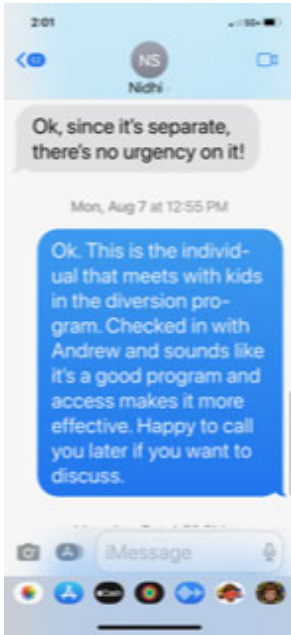 2:01
NS
Nidhi
Ok, since it's separate,
there's no urgency on it!
Mon, Aug 7 at 12:55 PM
Ok. This is the individ-
ual that meets with kids
in the diversion pro-
gram. Checked in with
Andrew and sounds like
it's a good program and
access makes it more
effective. Happy to call
you later if you want to
discuss.
iMessage